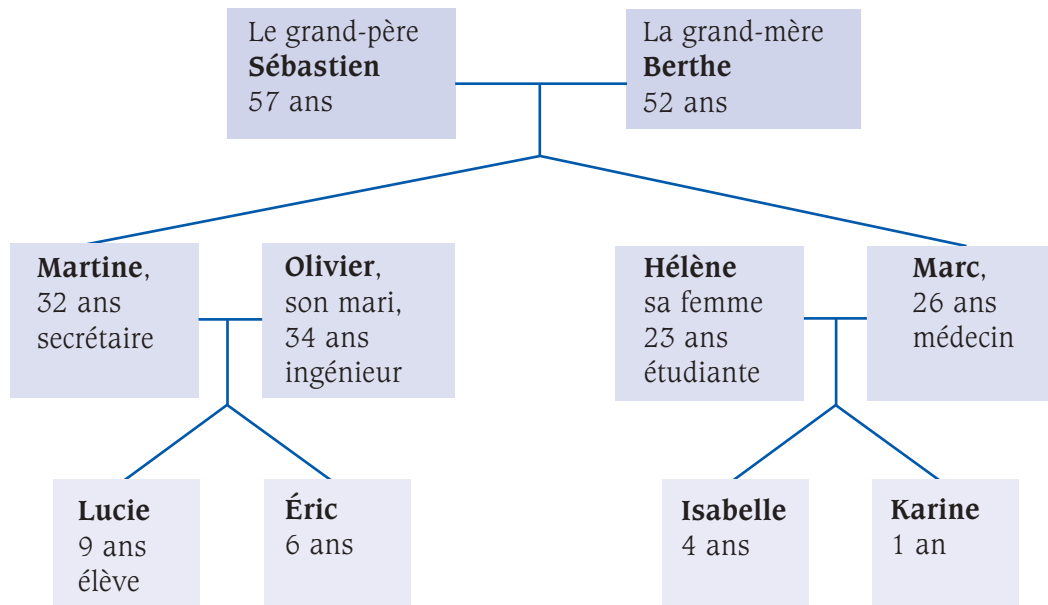 Le grand-père
Sébastien
57 ans
La grand-mère
Berthe
52 ans
Martine,
32 ans
secrétaire
Olivier,
son mari,
34 ans
ingénieur
Hélène
sa femme
23 ans
étudiante
Marc,
26 ans
médecin
Lucie
9 ans
élève
Éric
6 ans
Isabelle
4 ans
Karine
1 an